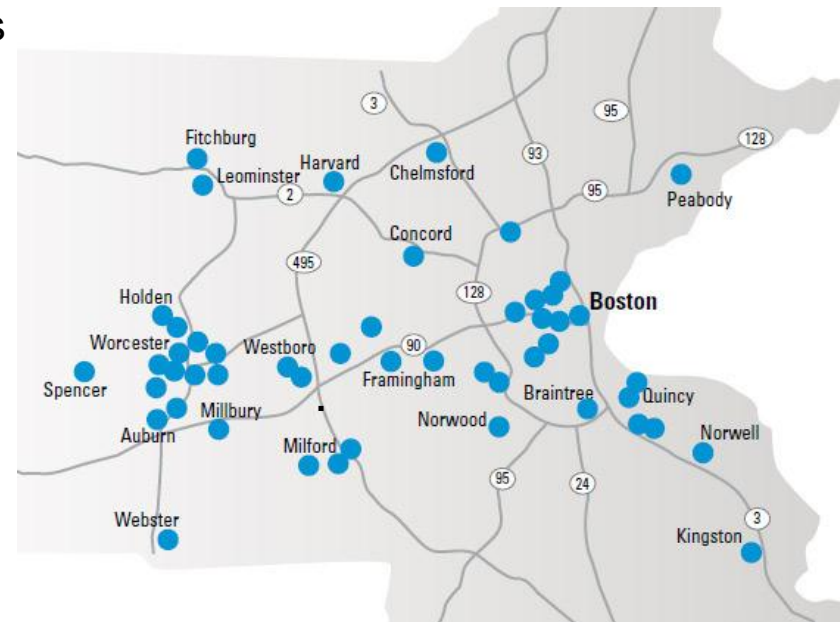 s
3
95
128
93
Fitchburg
Harvard
Chelmsford
Leominster
2
95
Peabody
Concord
495
128
Holden
Boston
Worcester
Westboro
90
Spencer
Framingham
Braintree
Quincy
Millbury
Norwood
Auburn
Milford
Norwell
95
24
Webster
3
Kingston